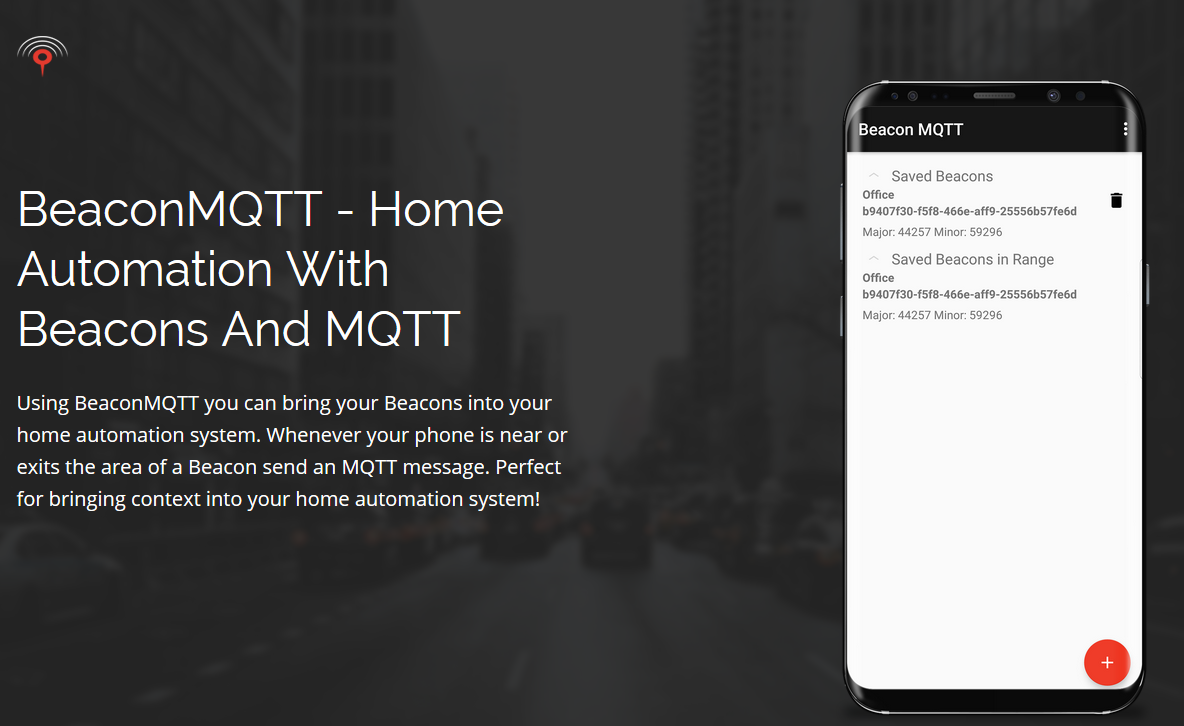 BeaconMQTT - Home
Automation With
Beacons And MQTT
Using BeaconMQTT you can bring your Beacons into your
home automation system. Whenever your phone is near or
exits the area of a Beacon send an MQTT message. Perfect
for bringing context into your home automation system!
Beacon MQTT
Saved Beacons
Office
b9407f30-f5f8-466e-aff9-25556b57fe6d
Major: 44257 Minor: 59296
Saved Beacons in Range
Office
b9407f30-f5f8-466e-aff9-25556b57fe6d
Major: 44257 Minor: 59296
+